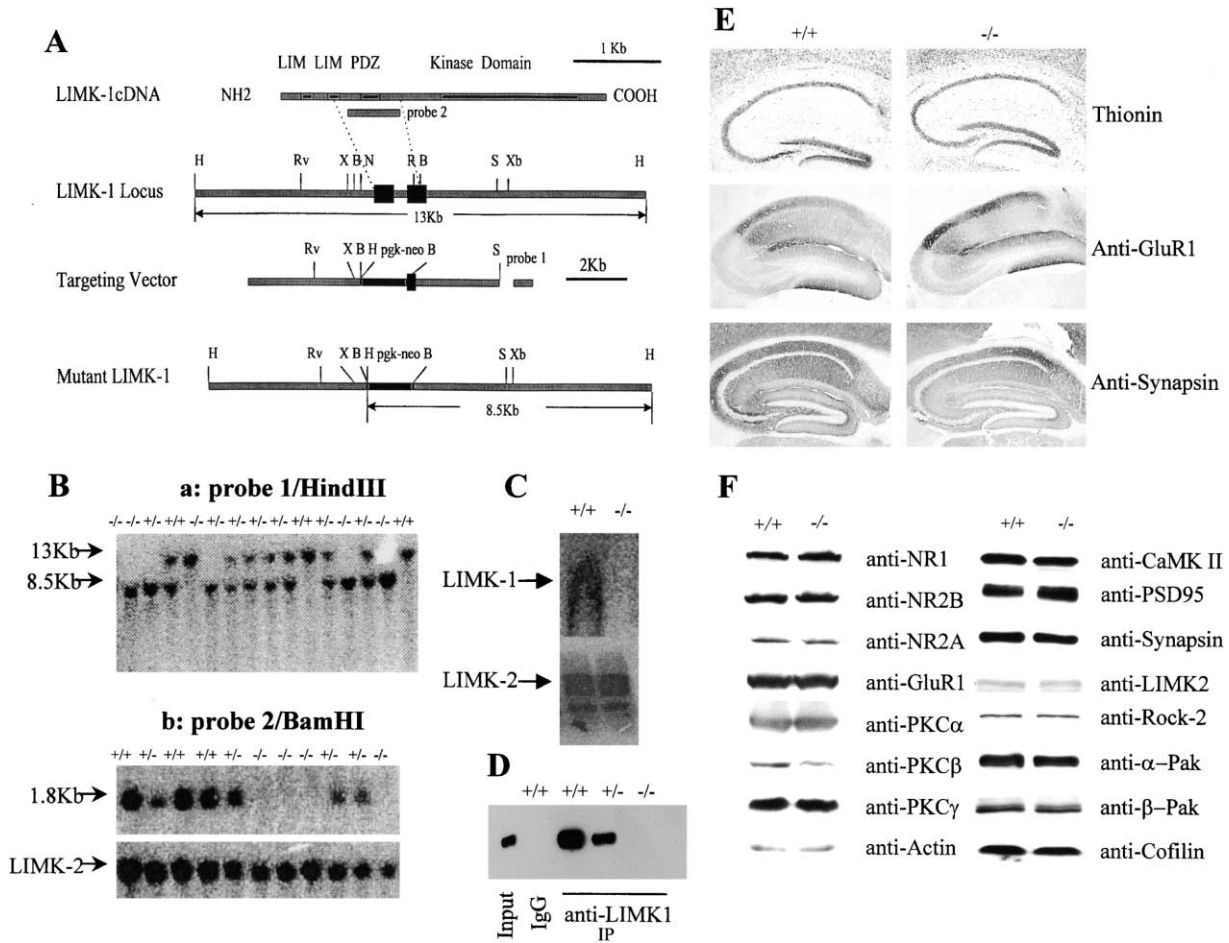 A
1 Kb
LIM LIM PDZ Kinase Domain
LIMK-1cDNA NH2 COOH
probe 2
H Rv X B N R B S Xb H
LIMK-1 Locus
13Kb
Rv X B H pgk-neo B S probe 1
Targeting Vector 2Kb
H Rv X B H pgk-neo B S Xb H
Mutant LIMK-1
8.5Kb
B
a: probe 1/HindIII
-/- -/- +/- +/+ -/- +/- +/- +/- +/- +/+ +/- -/- +/- -/- +/+
13Kb
8.5Kb
b: probe 2/BamHI
+/+ +/- +/+ +/+ +/- -/- -/- -/- +/- +/- -/-
1.8Kb
LIMK-2
C
+/+ -/-
LIMK-1
LIMK-2
D
+/+ +/+ +/- -/-
Input
IgG
anti-LIMK1
IP
E
+/+ -/-
Thionin
Anti-GluR1
Anti-Synapsin
F
+/+ -/-
anti-NR1
anti-NR2B
anti-NR2A
anti-GluR1
anti-PKCα
anti-PKCβ
anti-PKCγ
anti-Actin
+/+ -/-
anti-CaMK II
anti-PSD95
anti-Synapsin
anti-LIMK2
anti-Rock-2
anti-α-Pak
anti-β-Pak
anti-Cofilin